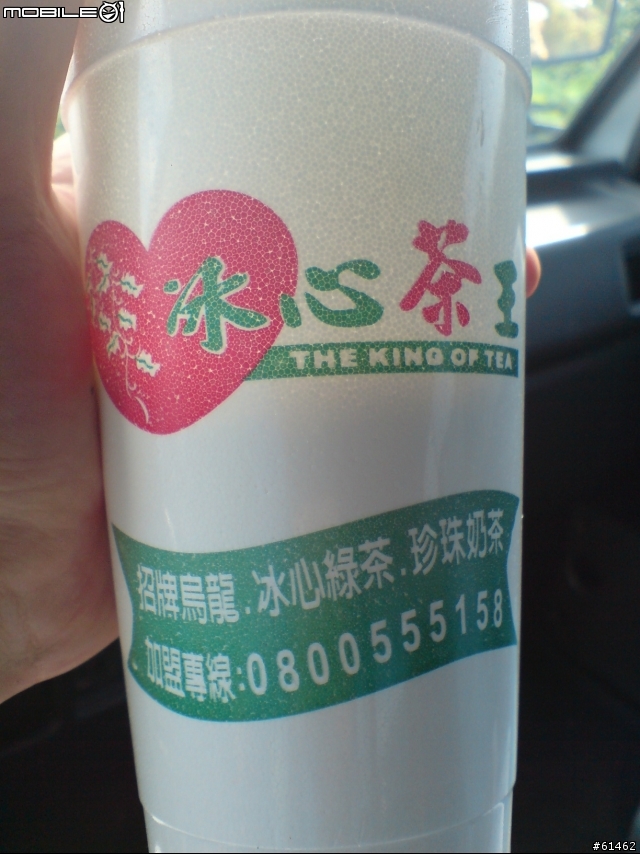 MOBILE01
冰心茶王
THE KING OF TEA
招牌烏龍.冰心綠茶.珍珠奶茶
加盟專線:0800555158
#61462